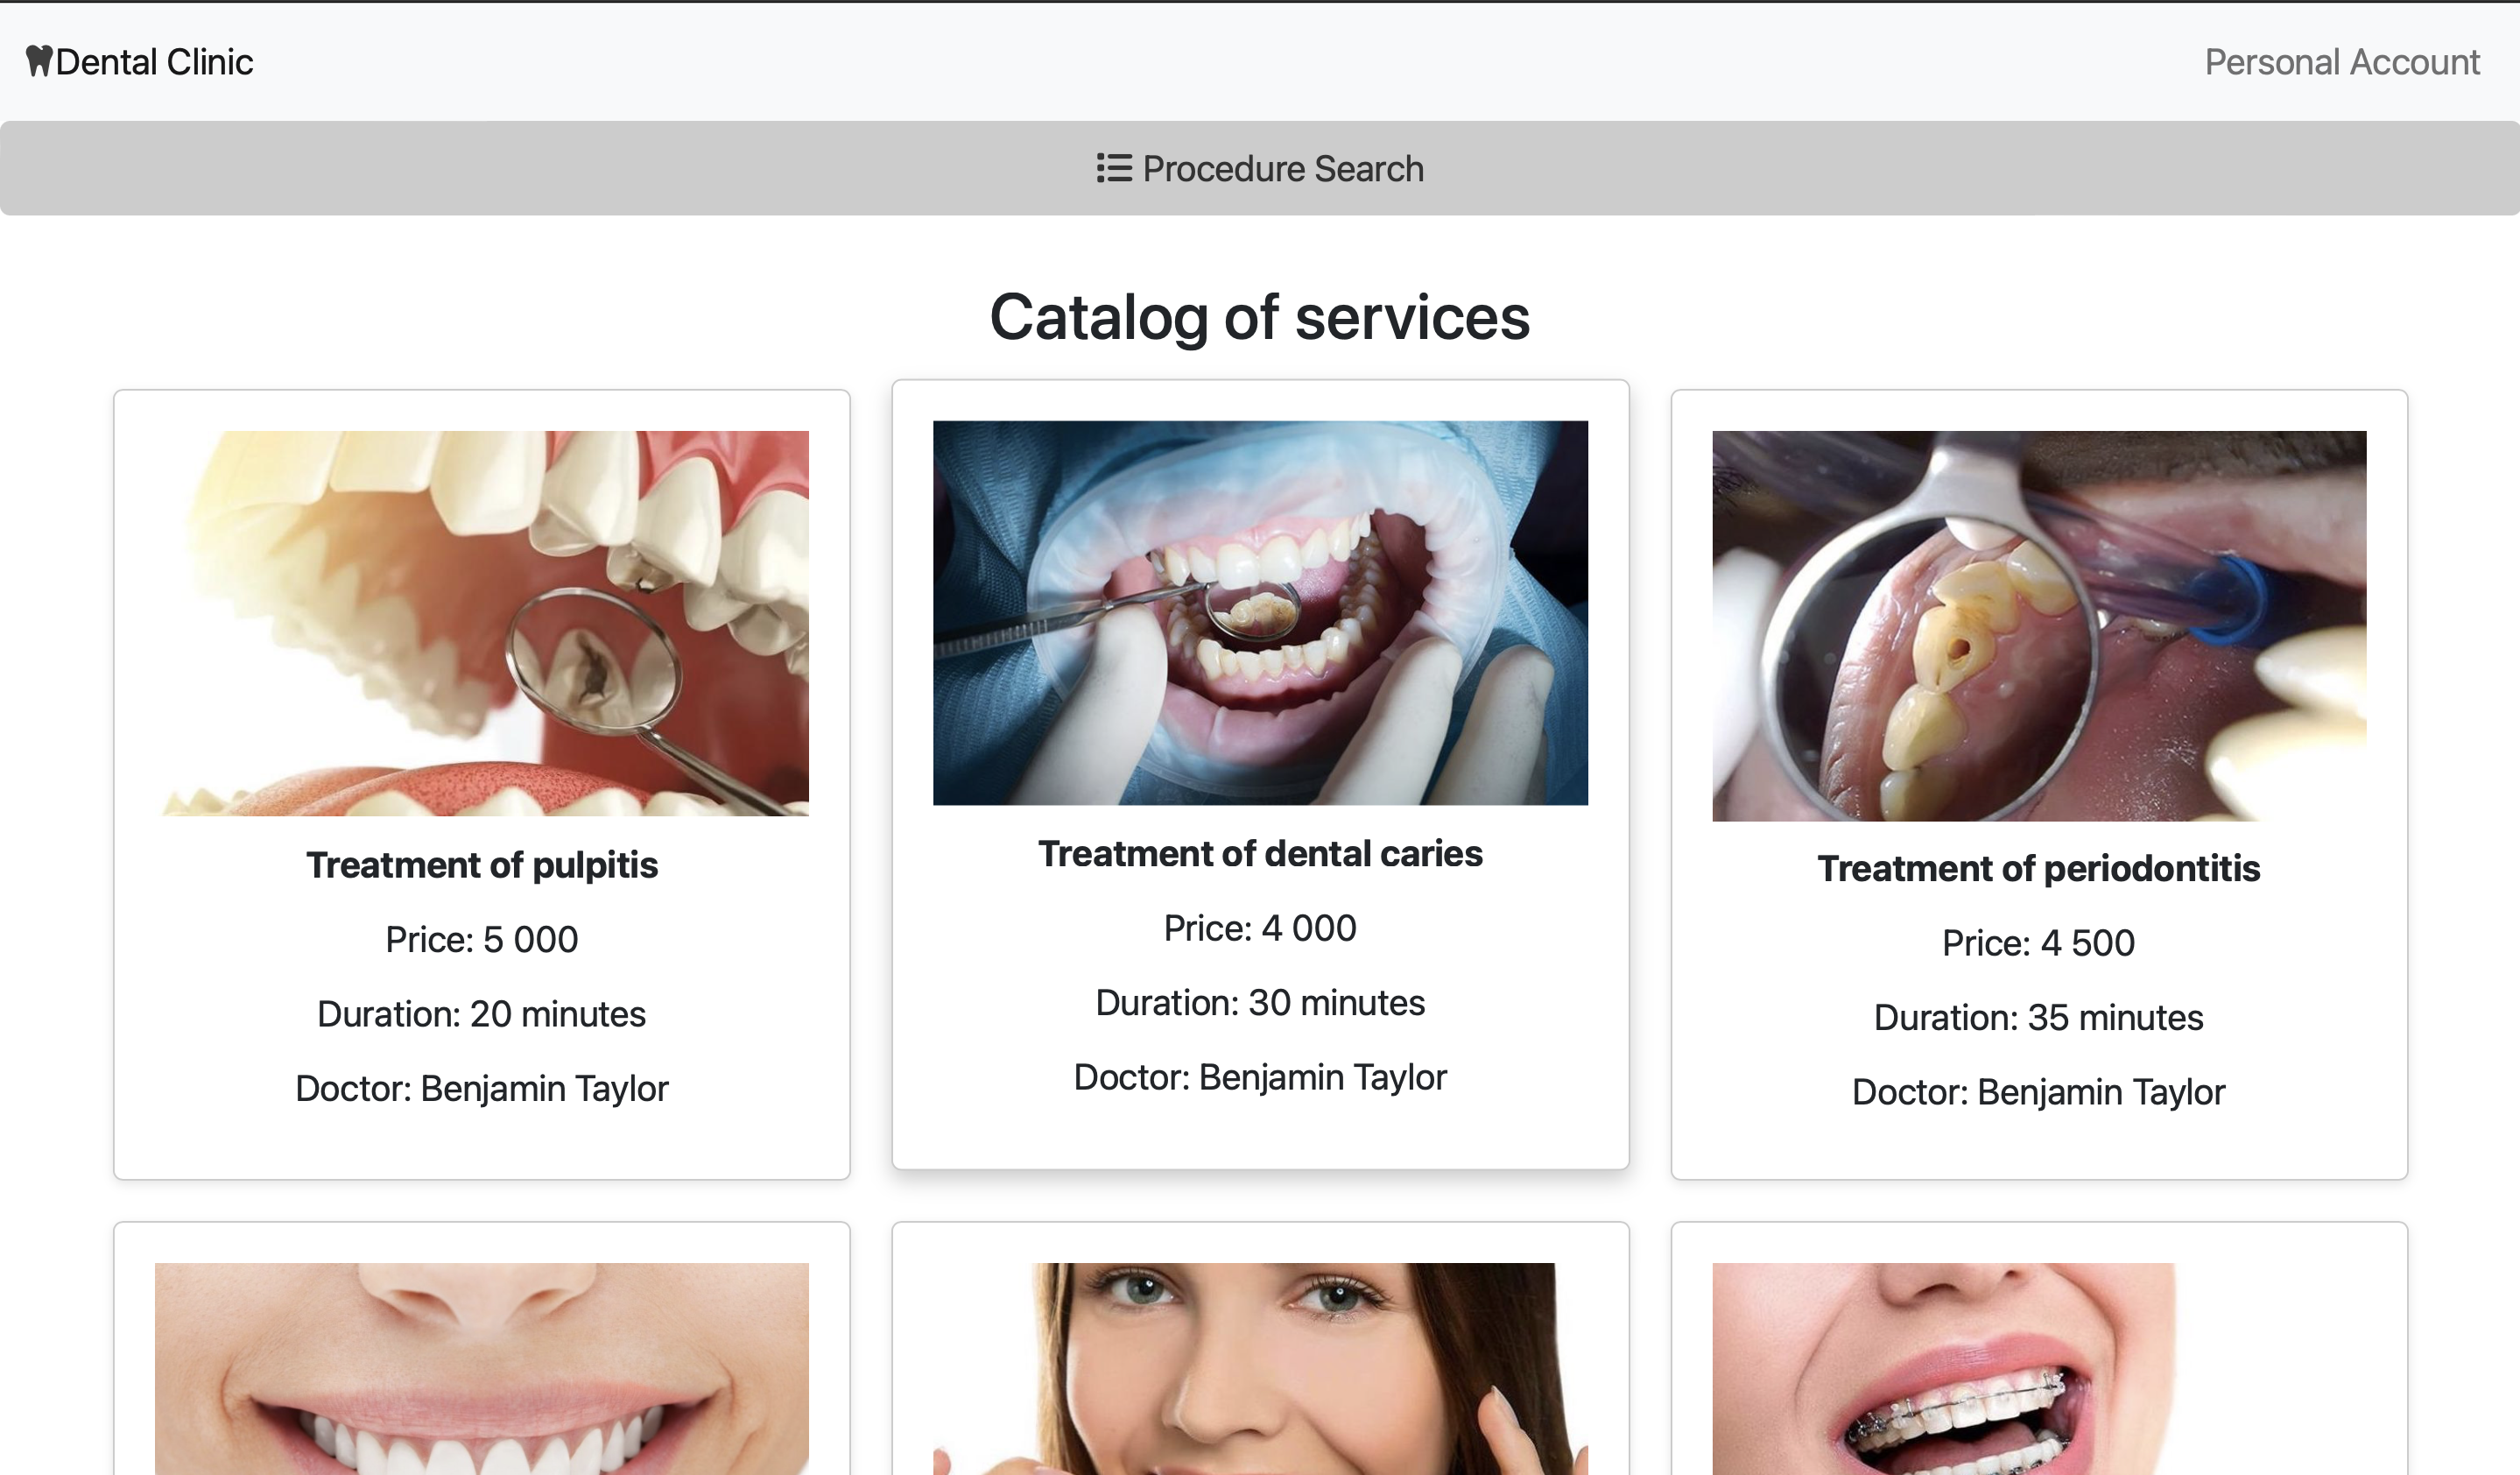 Dental Clinic
Personal Account
Procedure Search
Catalog of services
Treatment of pulpitis
Price: 5 000
Duration: 20 minutes
Doctor: Benjamin Taylor
Treatment of dental caries
Price: 4 000
Duration: 30 minutes
Doctor: Benjamin Taylor
Treatment of periodontitis
Price: 4 500
Duration: 35 minutes
Doctor: Benjamin Taylor